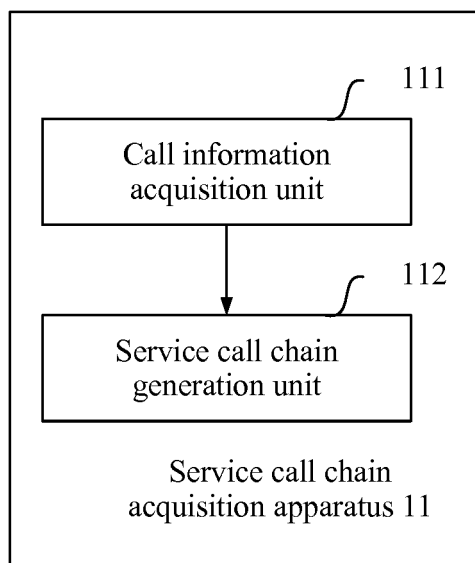 111
Call information
acquisition unit
112
Service call chain
generation unit
Service call chain
acquisition apparatus 11